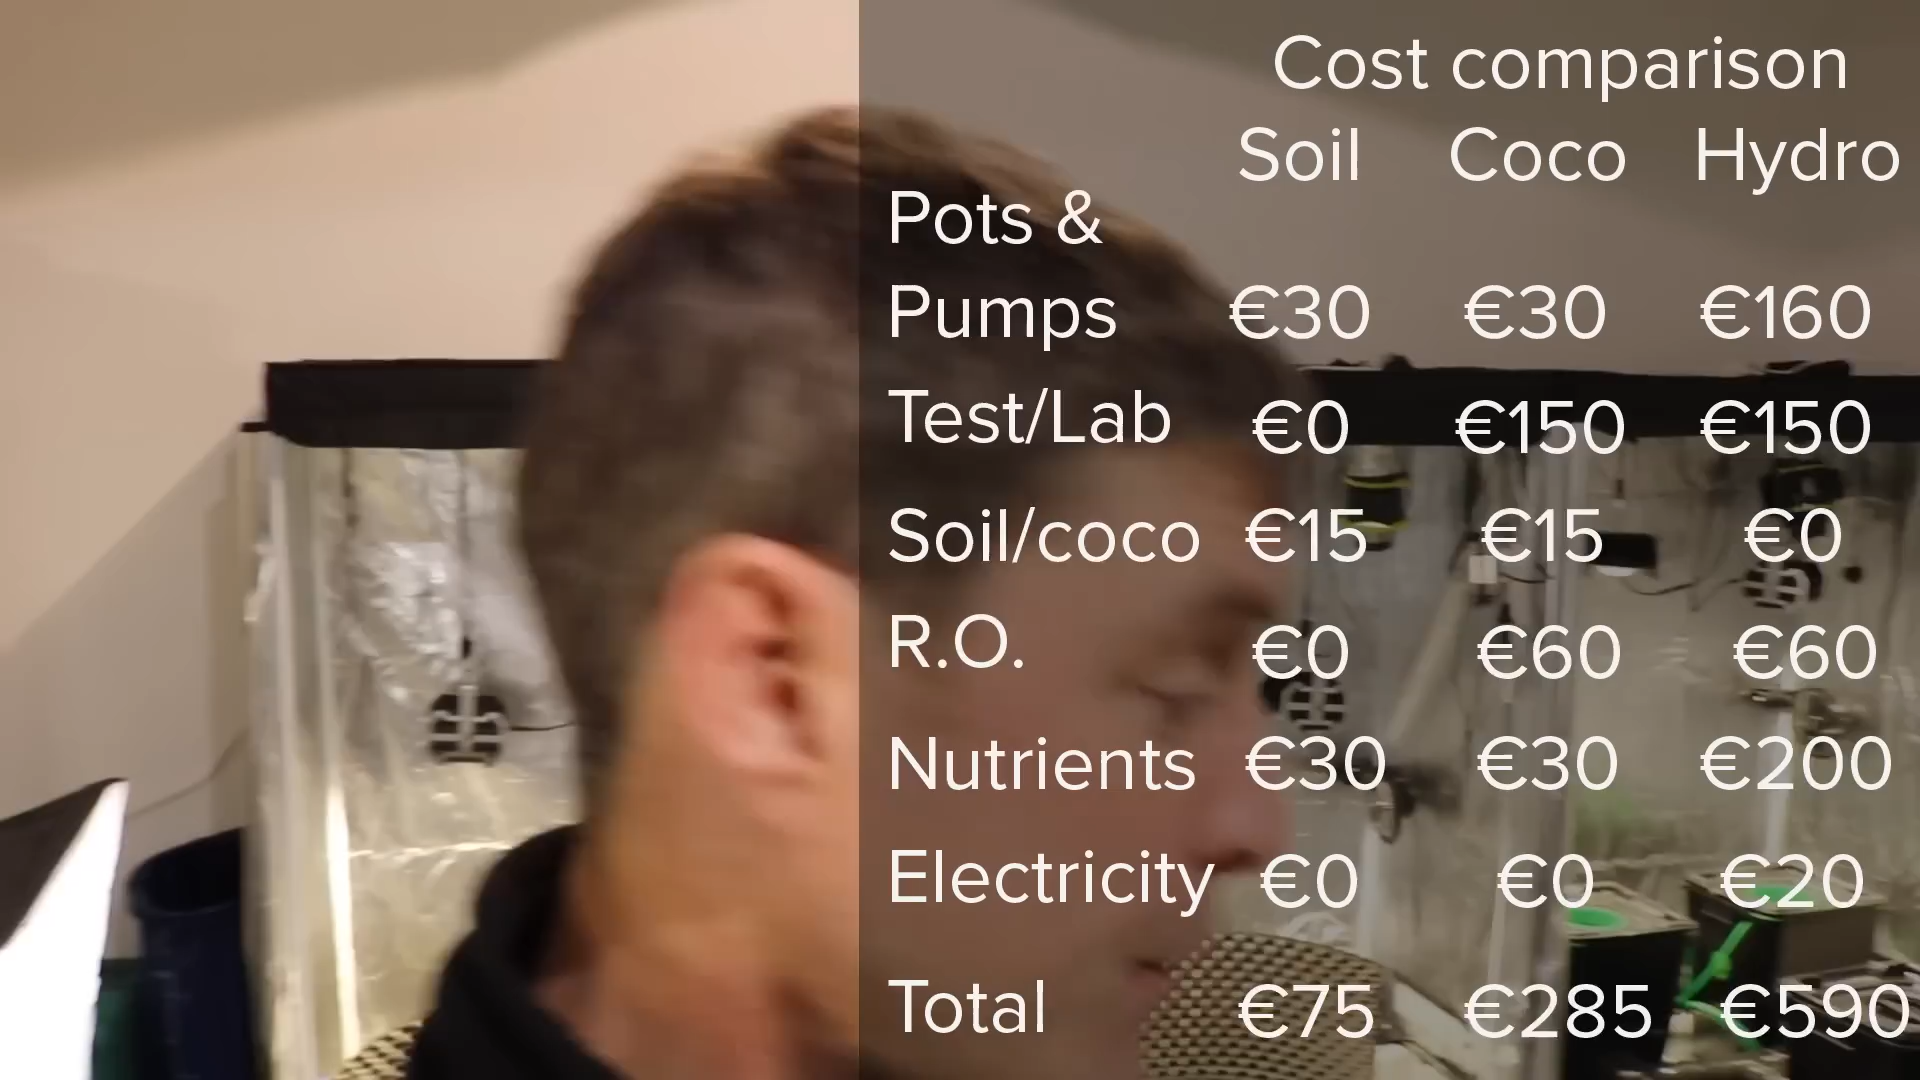 Cost comparison
Soil Coco Hydro
Pots &
Pumps €30 €30 €160
Test/Lab €0 €150 €150
Soil/coco €15 €15 €0
R.O. €0 €60 €60
Nutrients €30 €30 €200
Electricity €0 €0 €20
Total €75 €285 €590